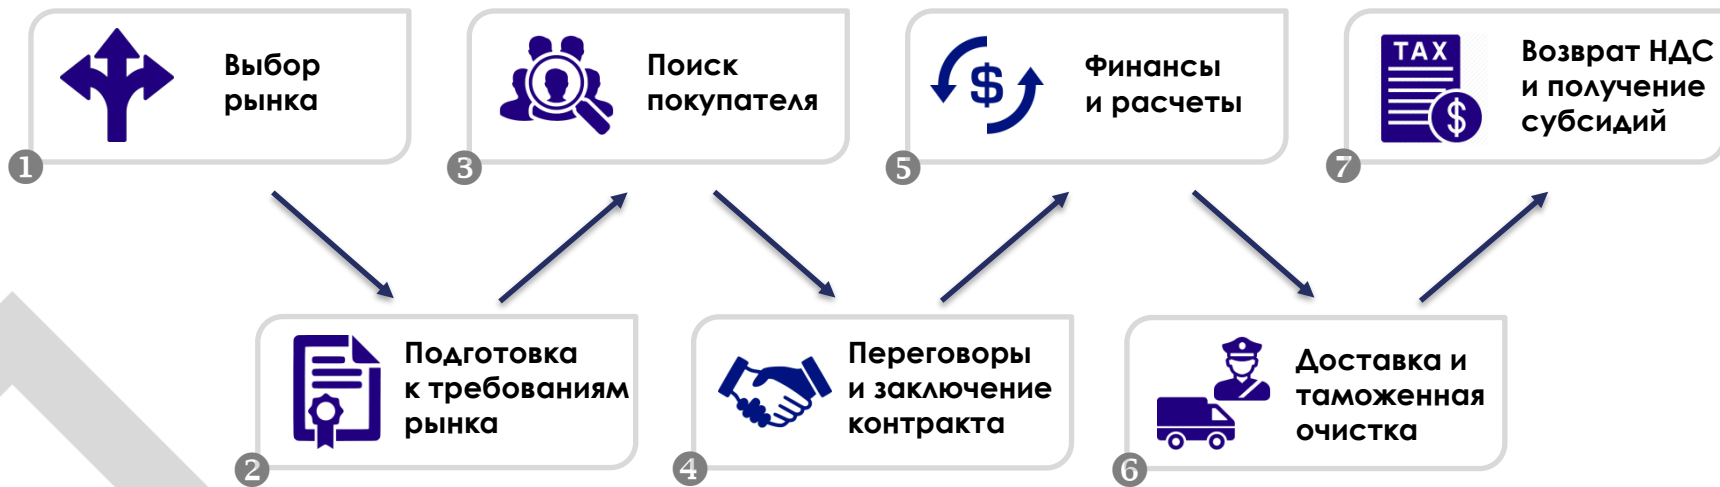 1
Выбор
рынка
2
Подготовка
к требованиям
рынка
3
Поиск
покупателя
4
Переговоры
и заключение
контракта
5
$
Финансы
и расчеты
6
Доставка и
таможенная
очистка
7
TAX
$
Возврат НДС
и получение
субсидий